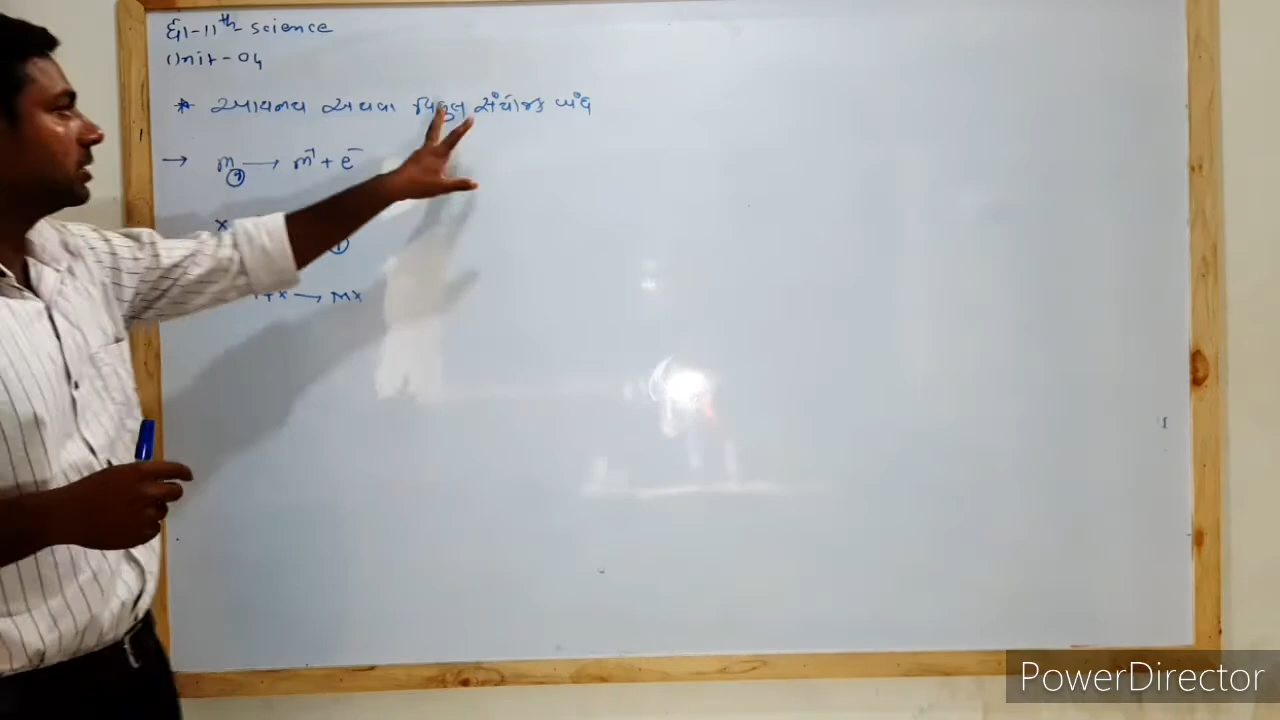 ધો-11th science
Unit-04
* આયનીય અથવા વિદ્યુત સંયોજક બંધ
→ m(g) → m⁺ + e⁻
x
+ x → Mx
PowerDirector